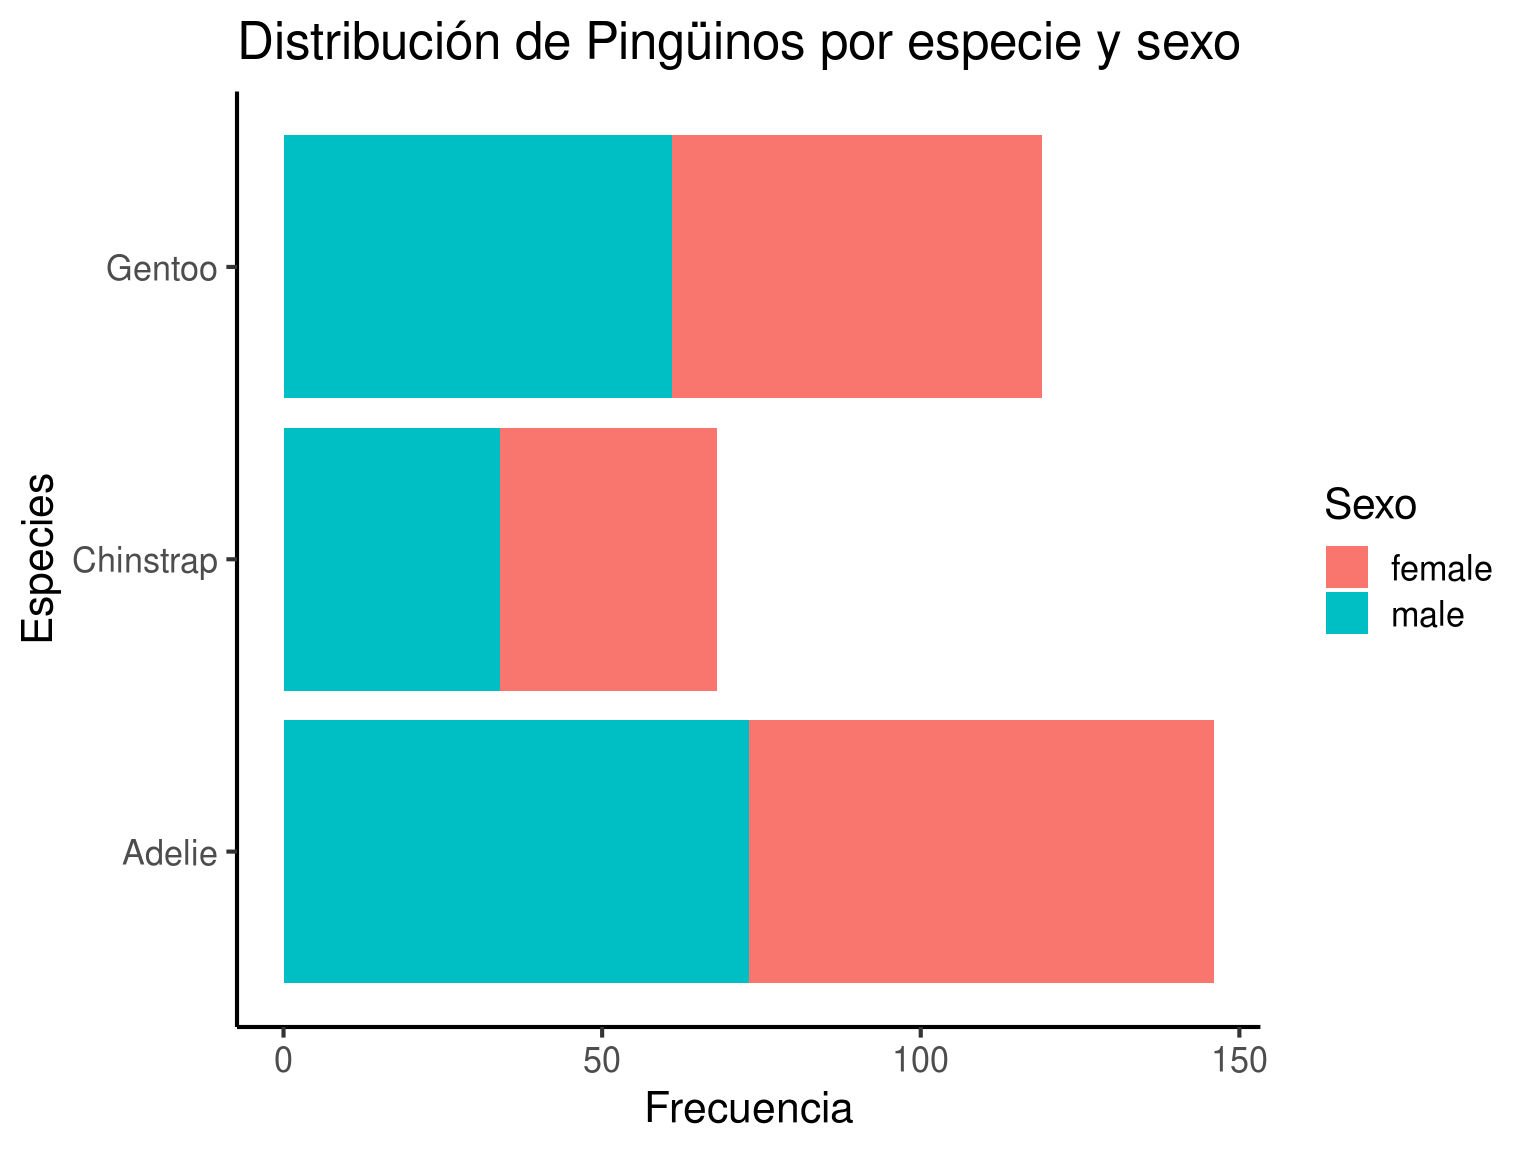 Distribución de Pingüinos por especie y sexo
Especies
Gentoo
Chinstrap
Adelie
0 50 100 150
Frecuencia
Sexo
female
male